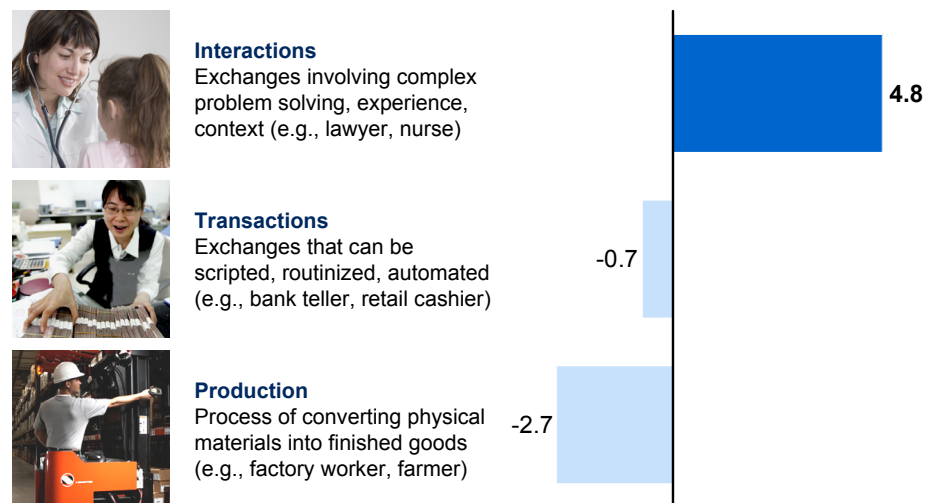 Interactions
Exchanges involving complex
problem solving, experience,
context (e.g., lawyer, nurse)
4.8
Transactions
Exchanges that can be
scripted, routinized, automated
(e.g., bank teller, retail cashier)
-0.7
Production
Process of converting physical
materials into finished goods
(e.g., factory worker, farmer)
-2.7